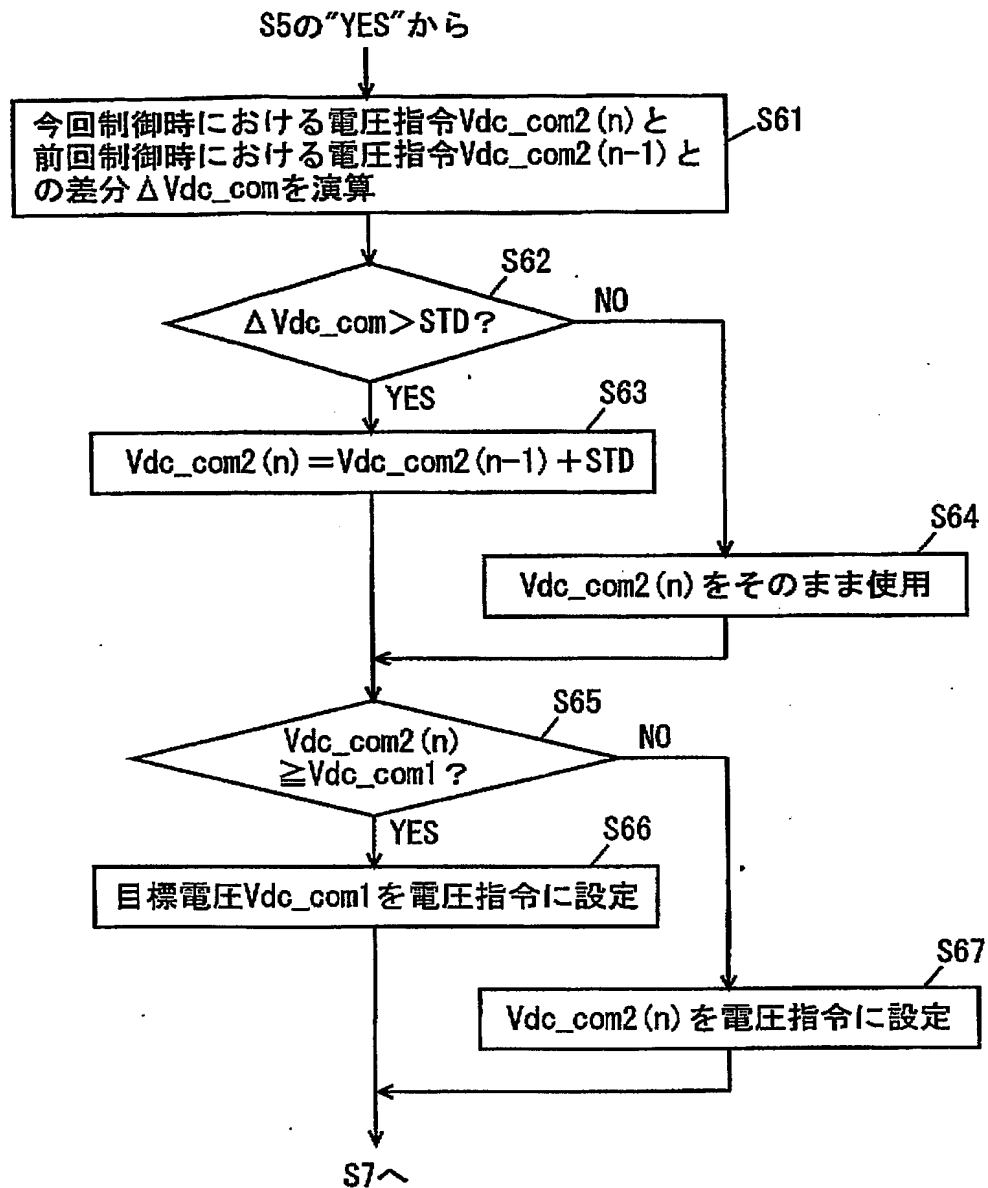 S5の"YES"から
今回制御時における電圧指令Vdc_com2(n)と
前回制御時における電圧指令Vdc_com2(n-1)と
の差分ΔVdc_comを演算
S61
S62
ΔVdc_com＞STD?
NO
YES
S63
Vdc_com2(n)＝Vdc_com2(n-1)＋STD
S64
Vdc_com2(n)をそのまま使用
S65
Vdc_com2(n)
≧Vdc_com1?
NO
YES
S66
目標電圧Vdc_com1を電圧指令に設定
S67
Vdc_com2(n)を電圧指令に設定
S7へ